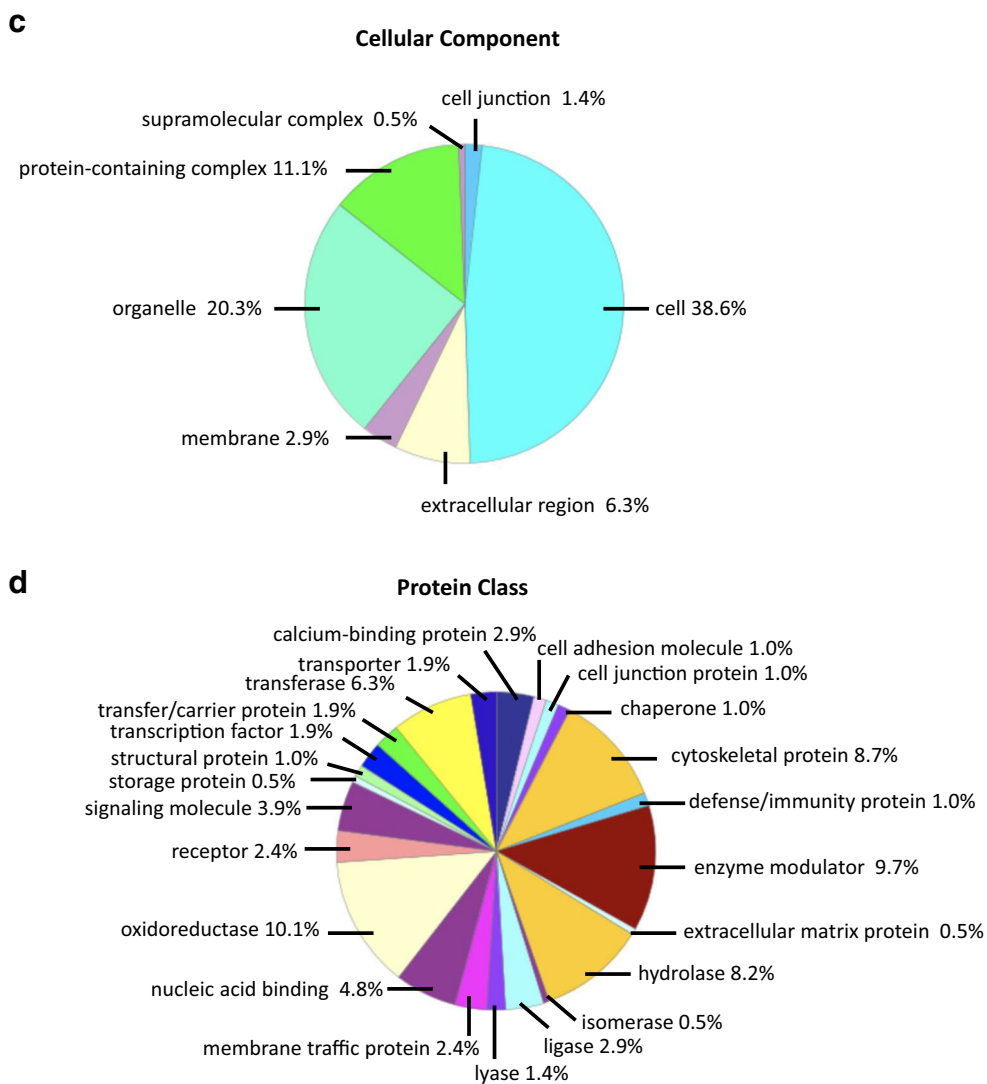 c
Cellular Component
cell junction 1.4%
supramolecular complex 0.5%
protein-containing complex 11.1%
organelle 20.3%
cell 38.6%
membrane 2.9%
extracellular region 6.3%
d
Protein Class
calcium-binding protein 2.9%
cell adhesion molecule 1.0%
transporter 1.9%
cell junction protein 1.0%
transferase 6.3%
transfer/carrier protein 1.9%
chaperone 1.0%
transcription factor 1.9%
structural protein 1.0%
cytoskeletal protein 8.7%
storage protein 0.5%
defense/immunity protein 1.0%
signaling molecule 3.9%
receptor 2.4%
enzyme modulator 9.7%
oxidoreductase 10.1%
extracellular matrix protein 0.5%
hydrolase 8.2%
nucleic acid binding 4.8%
isomerase 0.5%
membrane traffic protein 2.4%
ligase 2.9%
lyase 1.4%